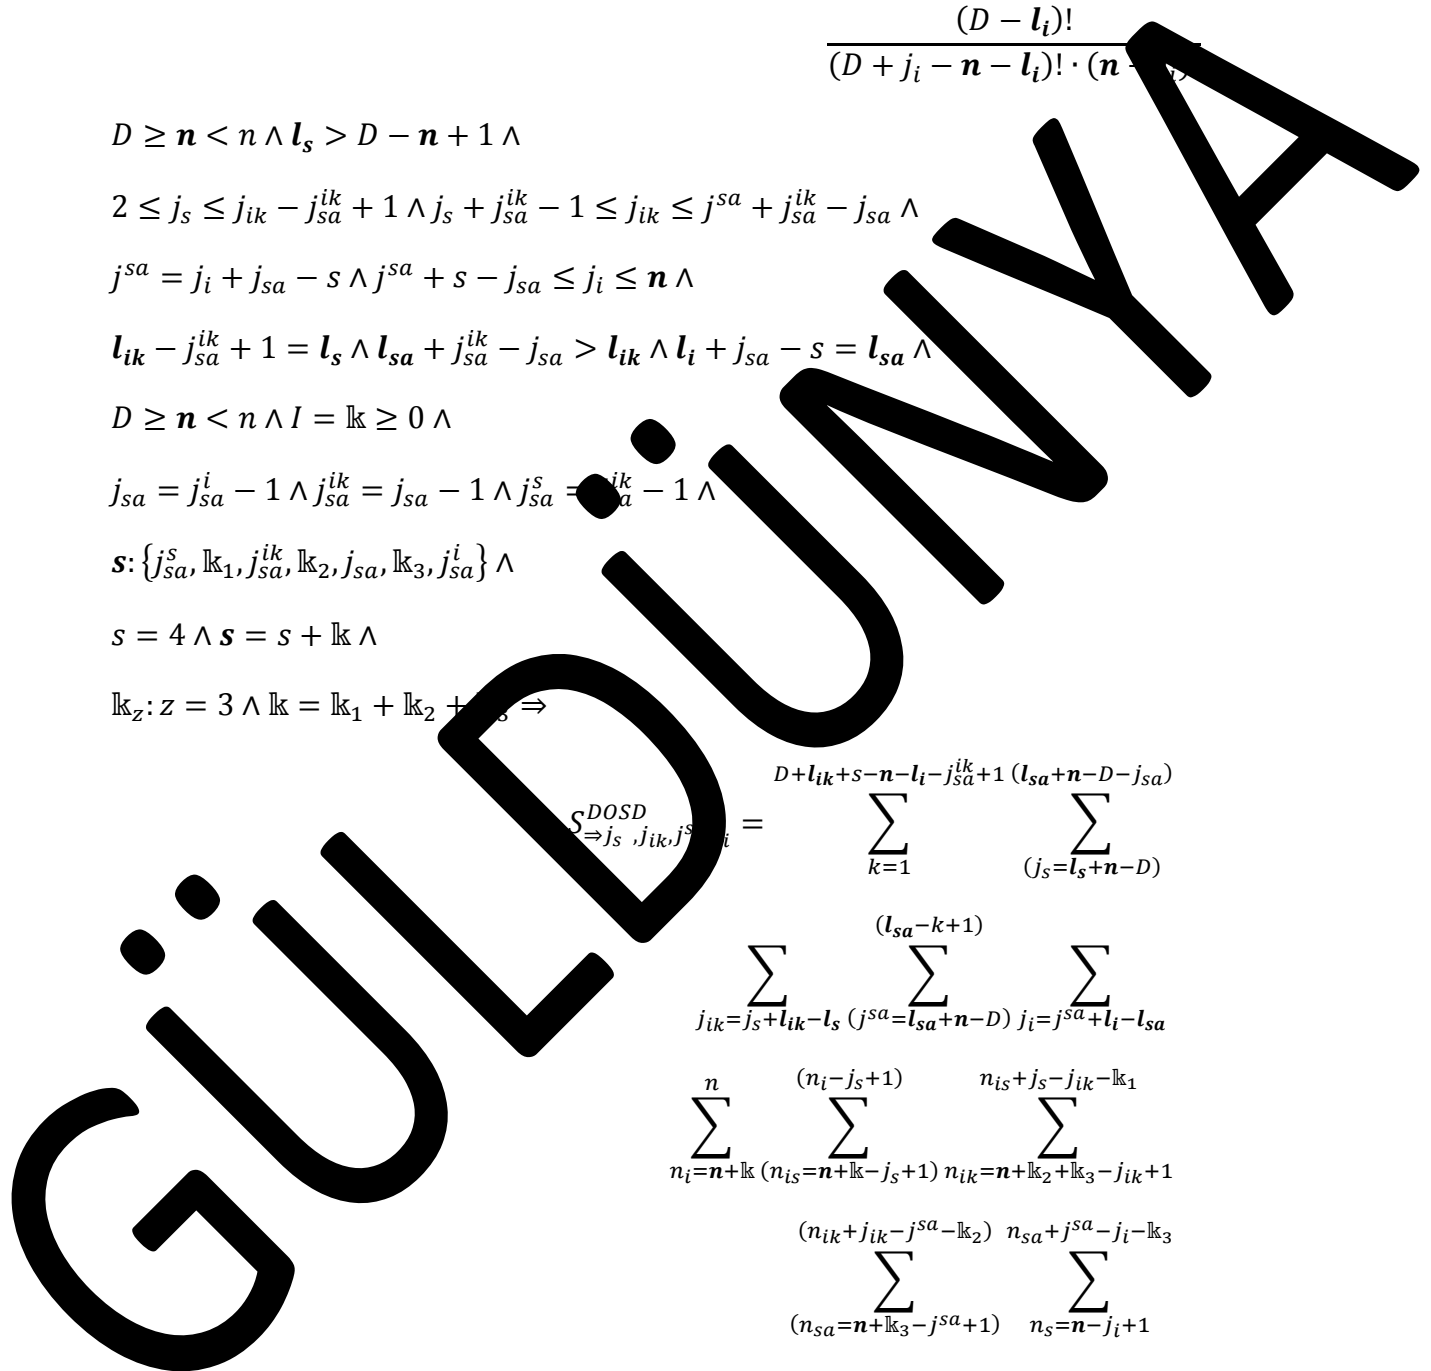 (D − l_i)!
(D + j_i − n − l_i)! · (n
D ≥ n < n ∧ l_s > D − n + 1 ∧
2 ≤ j_s ≤ j_ik − j_sa^ik + 1 ∧ j_s + j_sa^ik − 1 ≤ j_ik ≤ j^sa + j_sa^ik − j_sa ∧
j^sa = j_i + j_sa − s ∧ j^sa + s − j_sa ≤ j_i ≤ n ∧
l_ik − j_sa^ik + 1 = l_s ∧ l_sa + j_sa^ik − j_sa > l_ik ∧ l_i + j_sa − s = l_sa ∧
D ≥ n < n ∧ I = 𝕜 ≥ 0 ∧
j_sa = j_sa^i − 1 ∧ j_sa^ik = j_sa − 1 ∧ j_sa^s = − 1 ∧
s: {j_sa^s, 𝕜_1, j_sa^ik, 𝕜_2, j_sa, 𝕜_3, j_sa^i} ∧
s = 4 ∧ s = s + 𝕜 ∧
𝕜_z: z = 3 ∧ 𝕜 = 𝕜_1 + 𝕜_2 + ⇒
D+l_ik+s−n−l_i−j_sa^ik+1 (l_sa+n−D−j_sa)
S^DOSD ⇒j_s ,j_ik, = ∑ ∑
k=1 (j_s=l_s+n−D)
(l_sa−k+1)
∑ ∑ ∑
j_ik=j_s+l_ik−l_s (j^sa=l_sa+n−D) j_i=j^sa+l_i−l_sa
n (n_i−j_s+1) n_is+j_s−j_ik−𝕜_1
∑ ∑ ∑
n_i=n+𝕜 (n_is=n+𝕜−j_s+1) n_ik=n+𝕜_2+𝕜_3−j_ik+1
(n_ik+j_ik−j^sa−𝕜_2) n_sa+j^sa−j_i−𝕜_3
∑ ∑
(n_sa=n+𝕜_3−j^sa+1) n_s=n−j_i+1
GÜLDÜNYA